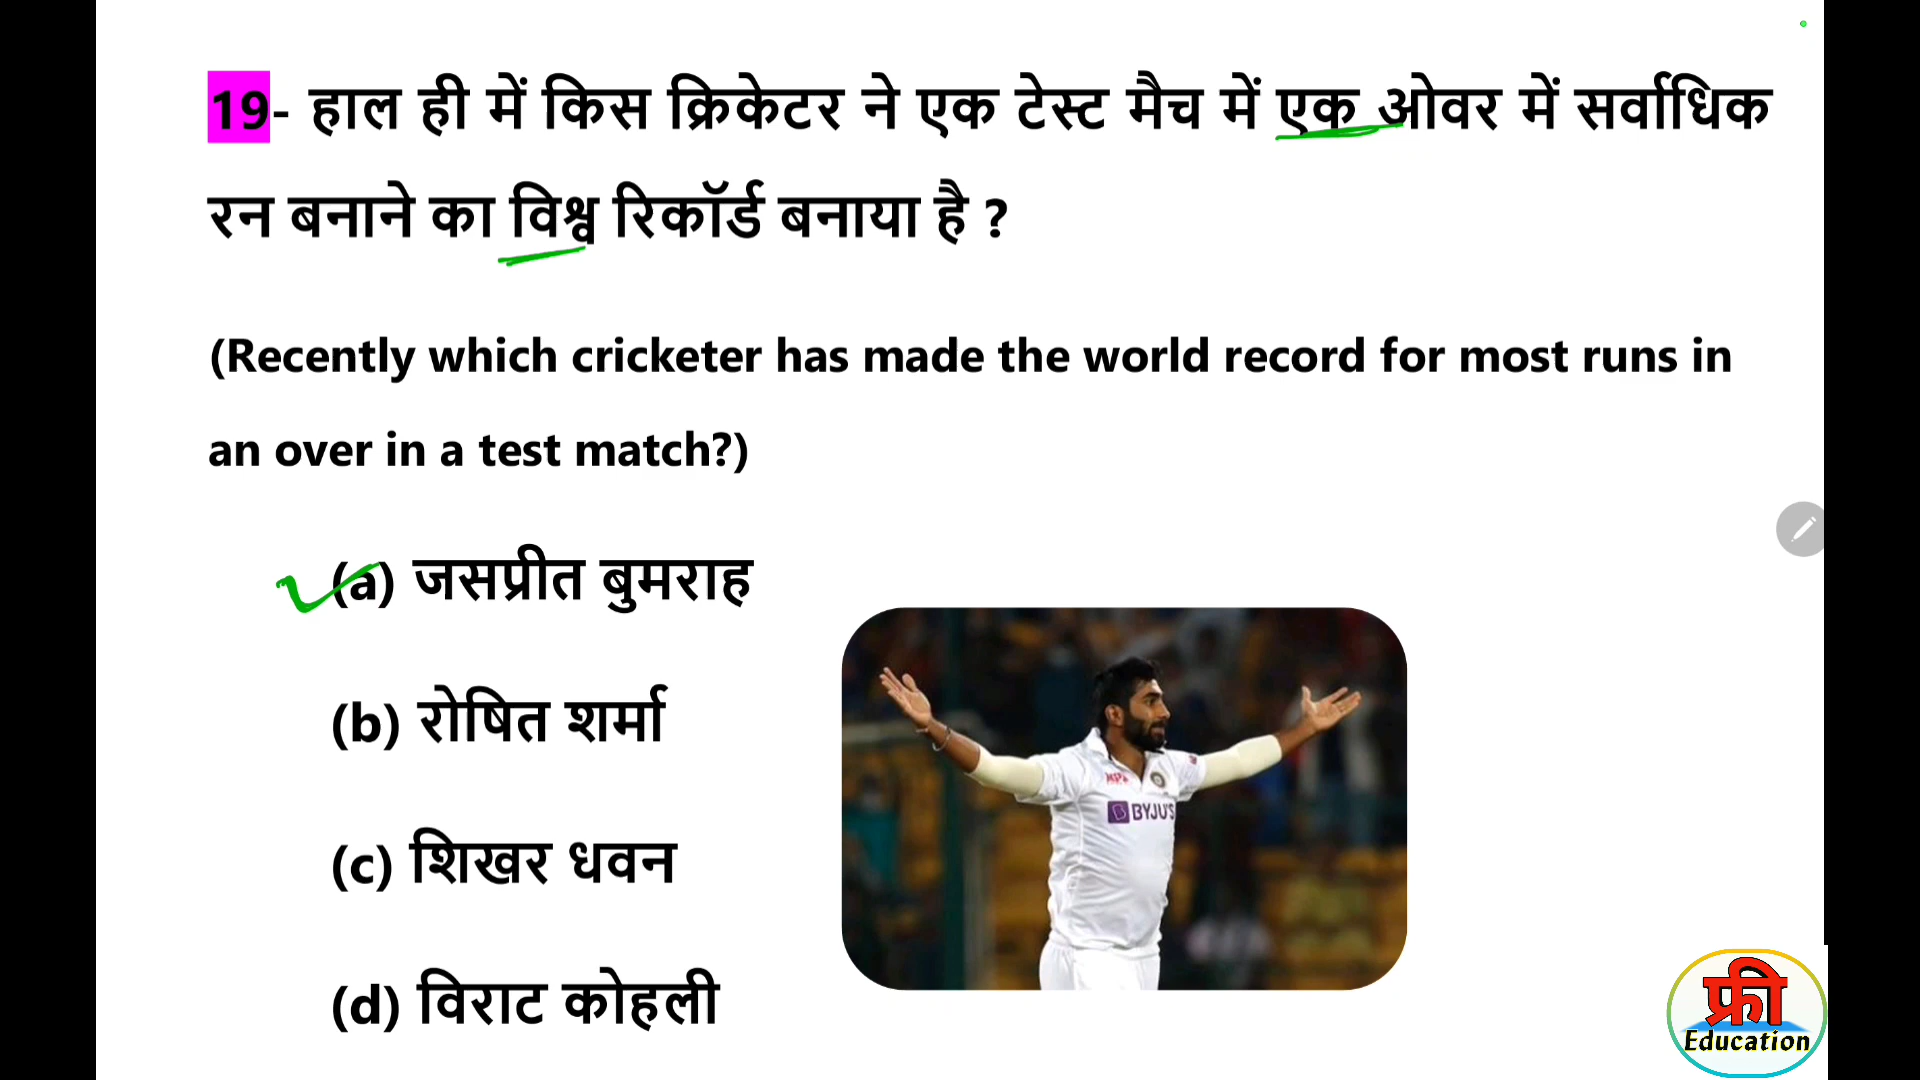 19- हाल ही में किस क्रिकेटर ने एक टेस्ट मैच में एक ओवर में सर्वाधिक
रन बनाने का विश्व रिकॉर्ड बनाया है ?
(Recently which cricketer has made the world record for most runs in
an over in a test match?)
(a) जसप्रीत बुमराह
(b) रोषित शर्मा
(c) शिखर धवन
(d) विराट कोहली
BYJU'S
फ्री
Education